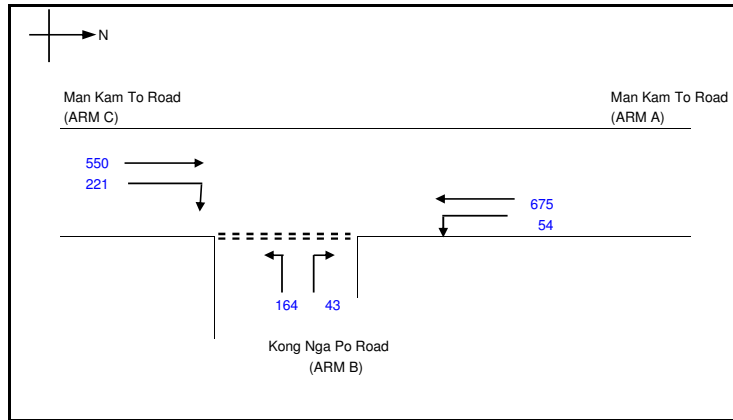 N
Man Kam To Road
(ARM C)
Man Kam To Road
(ARM A)
550
221
675
54
164 43
Kong Nga Po Road
(ARM B)